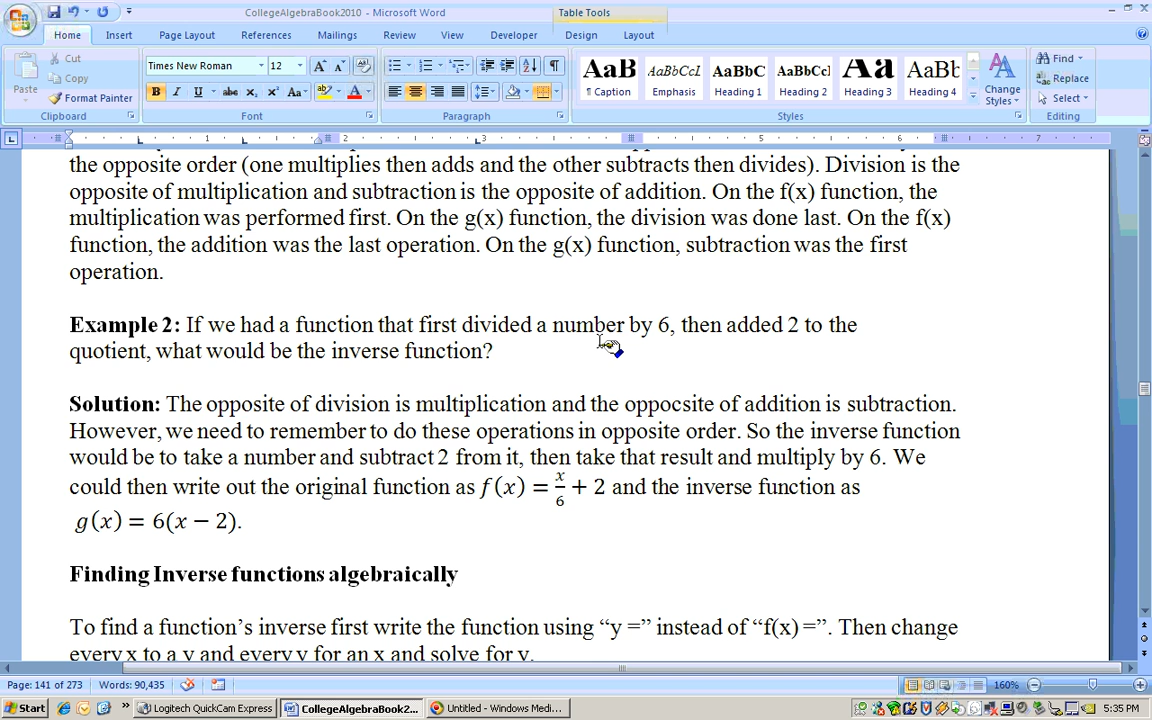 CollegeAlgebraBook2010 - Microsoft Word
Table Tools
Home Insert Page Layout References Mailings Review View Developer Design Layout
Paste
Cut
Copy
Format Painter
Clipboard
Times New Roman 12
Font
Paragraph
AaB ¶ Caption
AaBbCcL Emphasis
AaBbC Heading 1
AaBbCcl Heading 2
Aa Heading 3
AaBb Heading 4
Change Styles
Styles
Find
Replace
Select
Editing
1 2 3 5 6 7
the opposite order (one multiplies then adds and the other subtracts then divides). Division is the
opposite of multiplication and subtraction is the opposite of addition. On the f(x) function, the
multiplication was performed first. On the g(x) function, the division was done last. On the f(x)
function, the addition was the last operation. On the g(x) function, subtraction was the first
operation.
Example 2: If we had a function that first divided a number by 6, then added 2 to the
quotient, what would be the inverse function?
Solution: The opposite of division is multiplication and the oppocsite of addition is subtraction.
However, we need to remember to do these operations in opposite order. So the inverse function
would be to take a number and subtract 2 from it, then take that result and multiply by 6. We
could then write out the original function as f(x) = x/6 + 2 and the inverse function as
g(x) = 6(x − 2).
Finding Inverse functions algebraically
To find a function's inverse first write the function using “y =” instead of “f(x) =”. Then change
every x to a y and every y for an x and solve for y.
Page: 141 of 273 Words: 90,435 160%
Start Logitech QuickCam Express CollegeAlgebraBook2... Untitled - Windows Medi... 5:35 PM